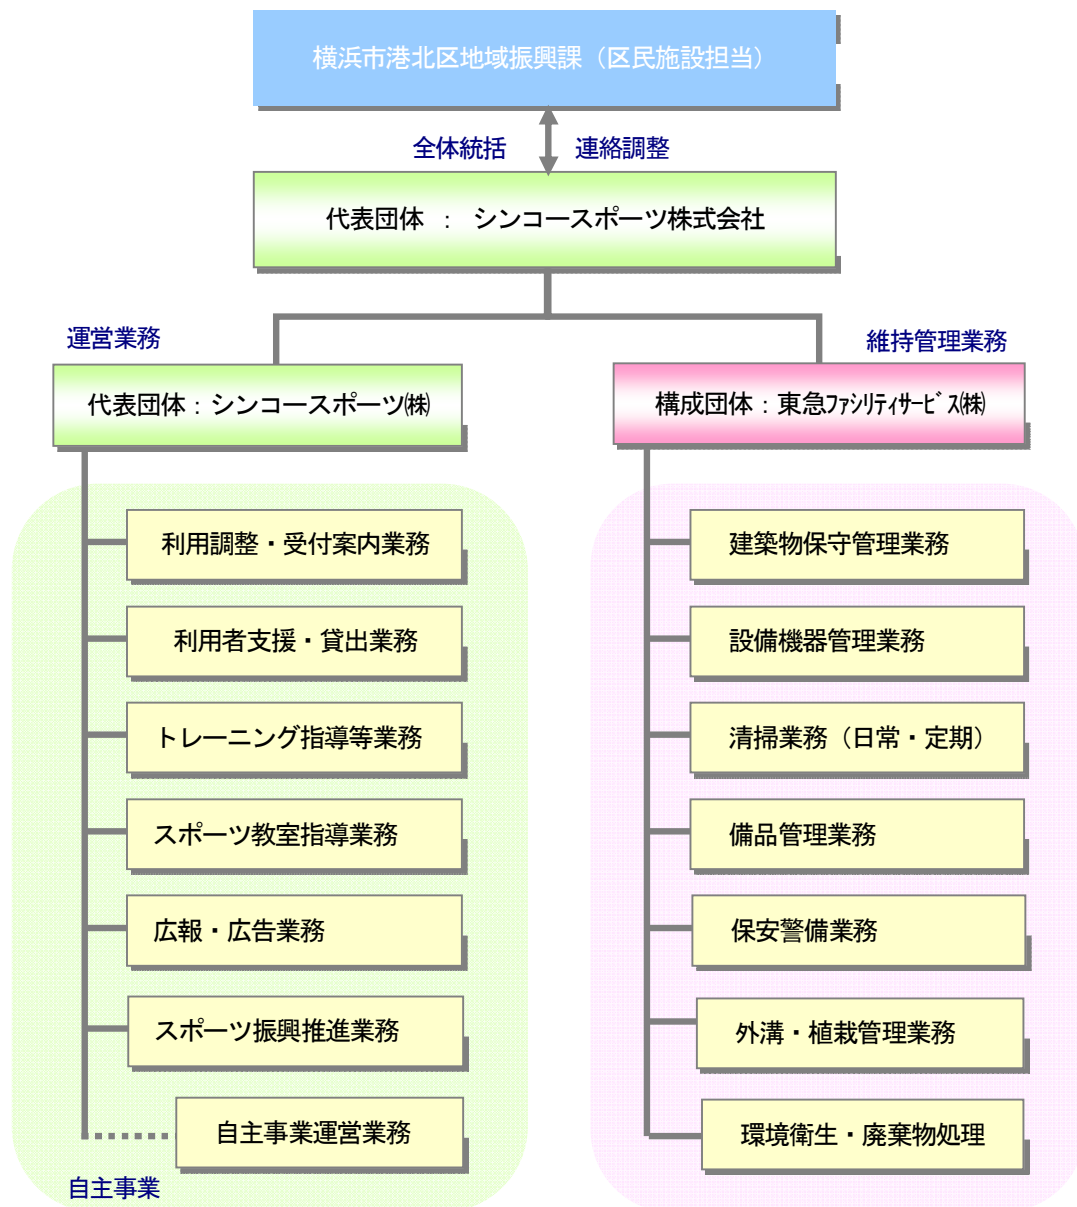 横浜市港北区地域振興課（区民施設担当）
全体統括
連絡調整
代表団体 ： シンコースポーツ株式会社
運営業務
維持管理業務
代表団体：シンコースポーツ㈱
構成団体：東急ﾌｧｼﾘﾃｨｻｰﾋﾞｽ㈱
利用調整・受付案内業務
利用者支援・貸出業務
トレーニング指導等業務
スポーツ教室指導業務
広報・広告業務
スポーツ振興推進業務
自主事業運営業務
自主事業
建築物保守管理業務
設備機器管理業務
清掃業務（日常・定期）
備品管理業務
保安警備業務
外溝・植栽管理業務
環境衛生・廃棄物処理